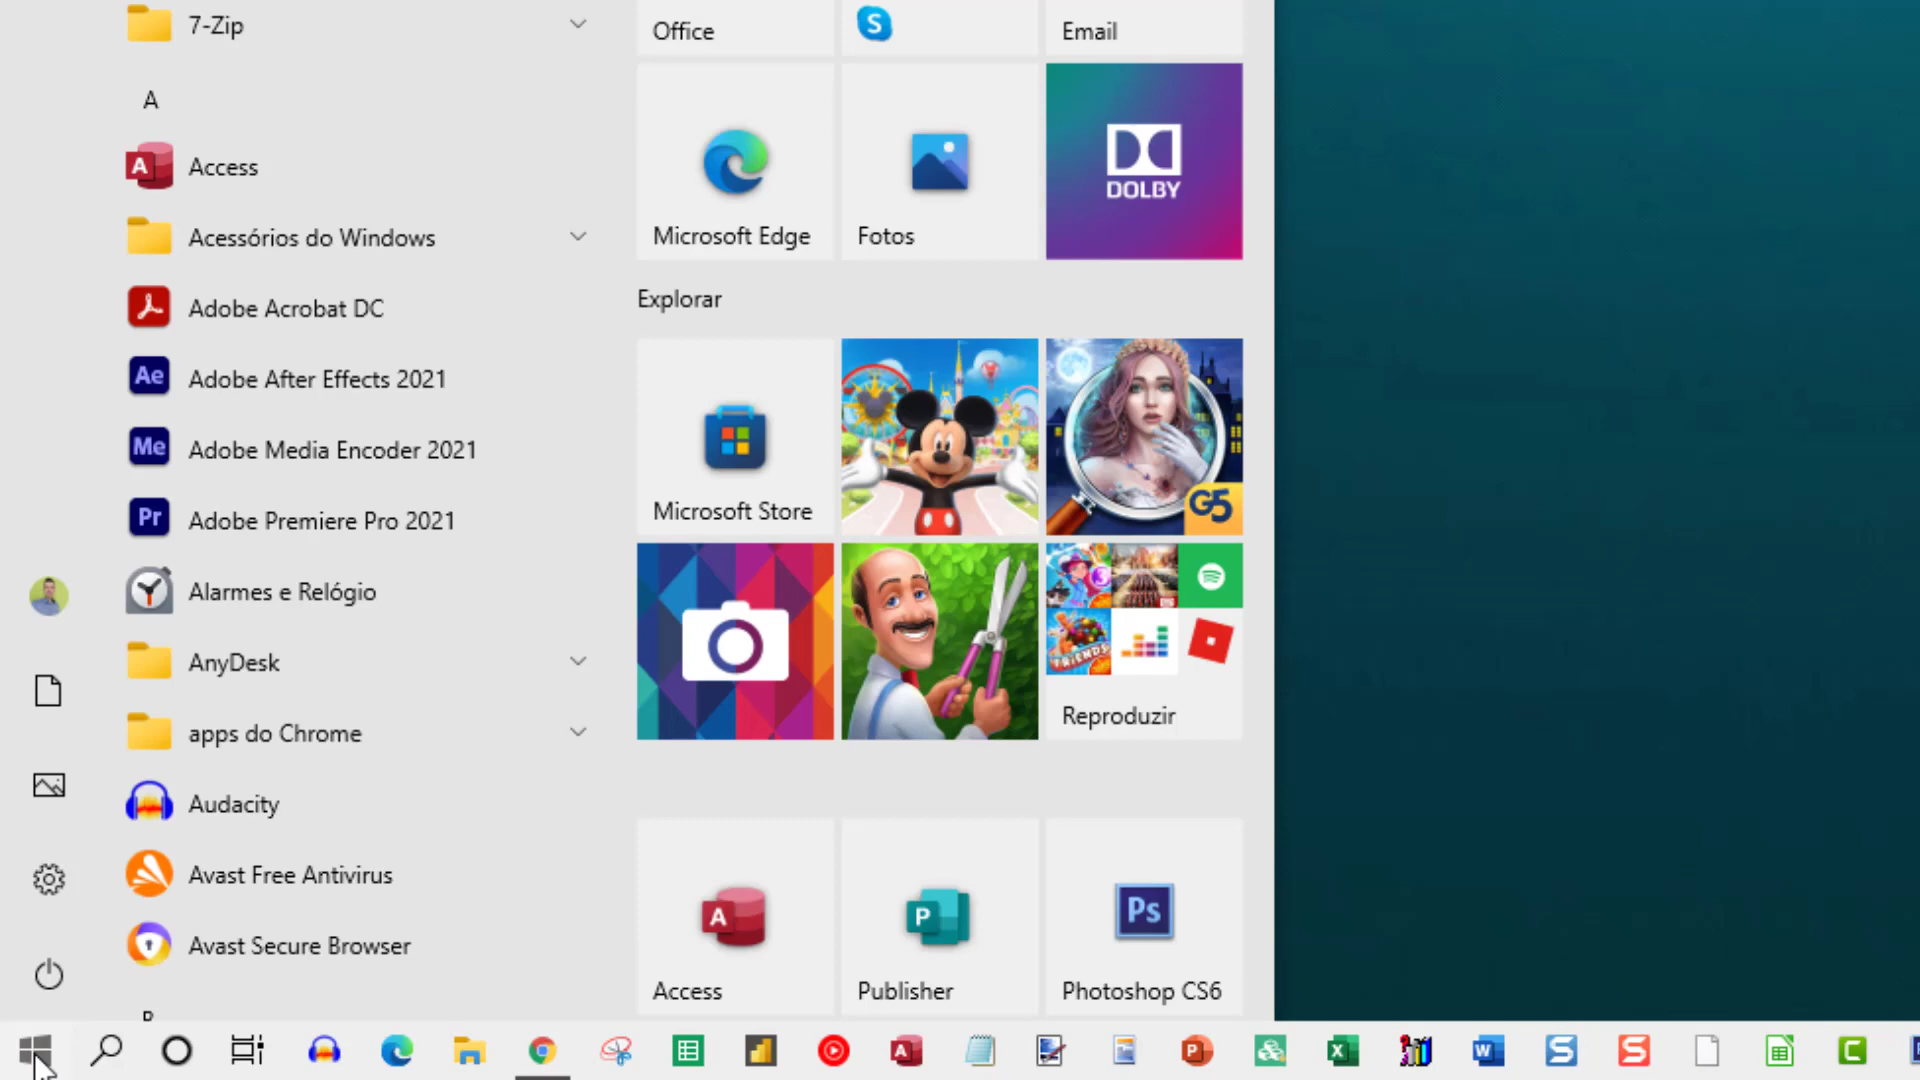 7-Zip
A
Access
Acessórios do Windows
Adobe Acrobat DC
Ae Adobe After Effects 2021
Me Adobe Media Encoder 2021
Pr Adobe Premiere Pro 2021
Alarmes e Relógio
AnyDesk
apps do Chrome
Audacity
Avast Free Antivirus
Avast Secure Browser
Office
Email
Microsoft Edge
Fotos
DOLBY
Explorar
Microsoft Store
G5
FRIENDS
Reproduzir
Access
Publisher
Ps
Photoshop CS6